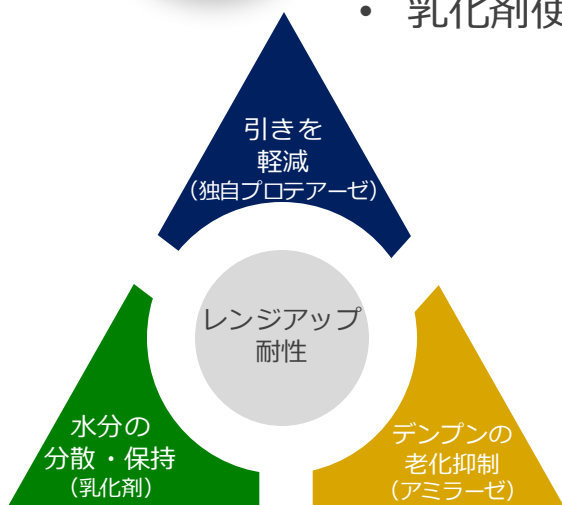 • 乳化剤使
引きを
軽減
（独自プロテアーゼ）
レンジアップ
耐性
水分の
分散・保持
（乳化剤）
デンプンの
老化抑制
（アミラーゼ）